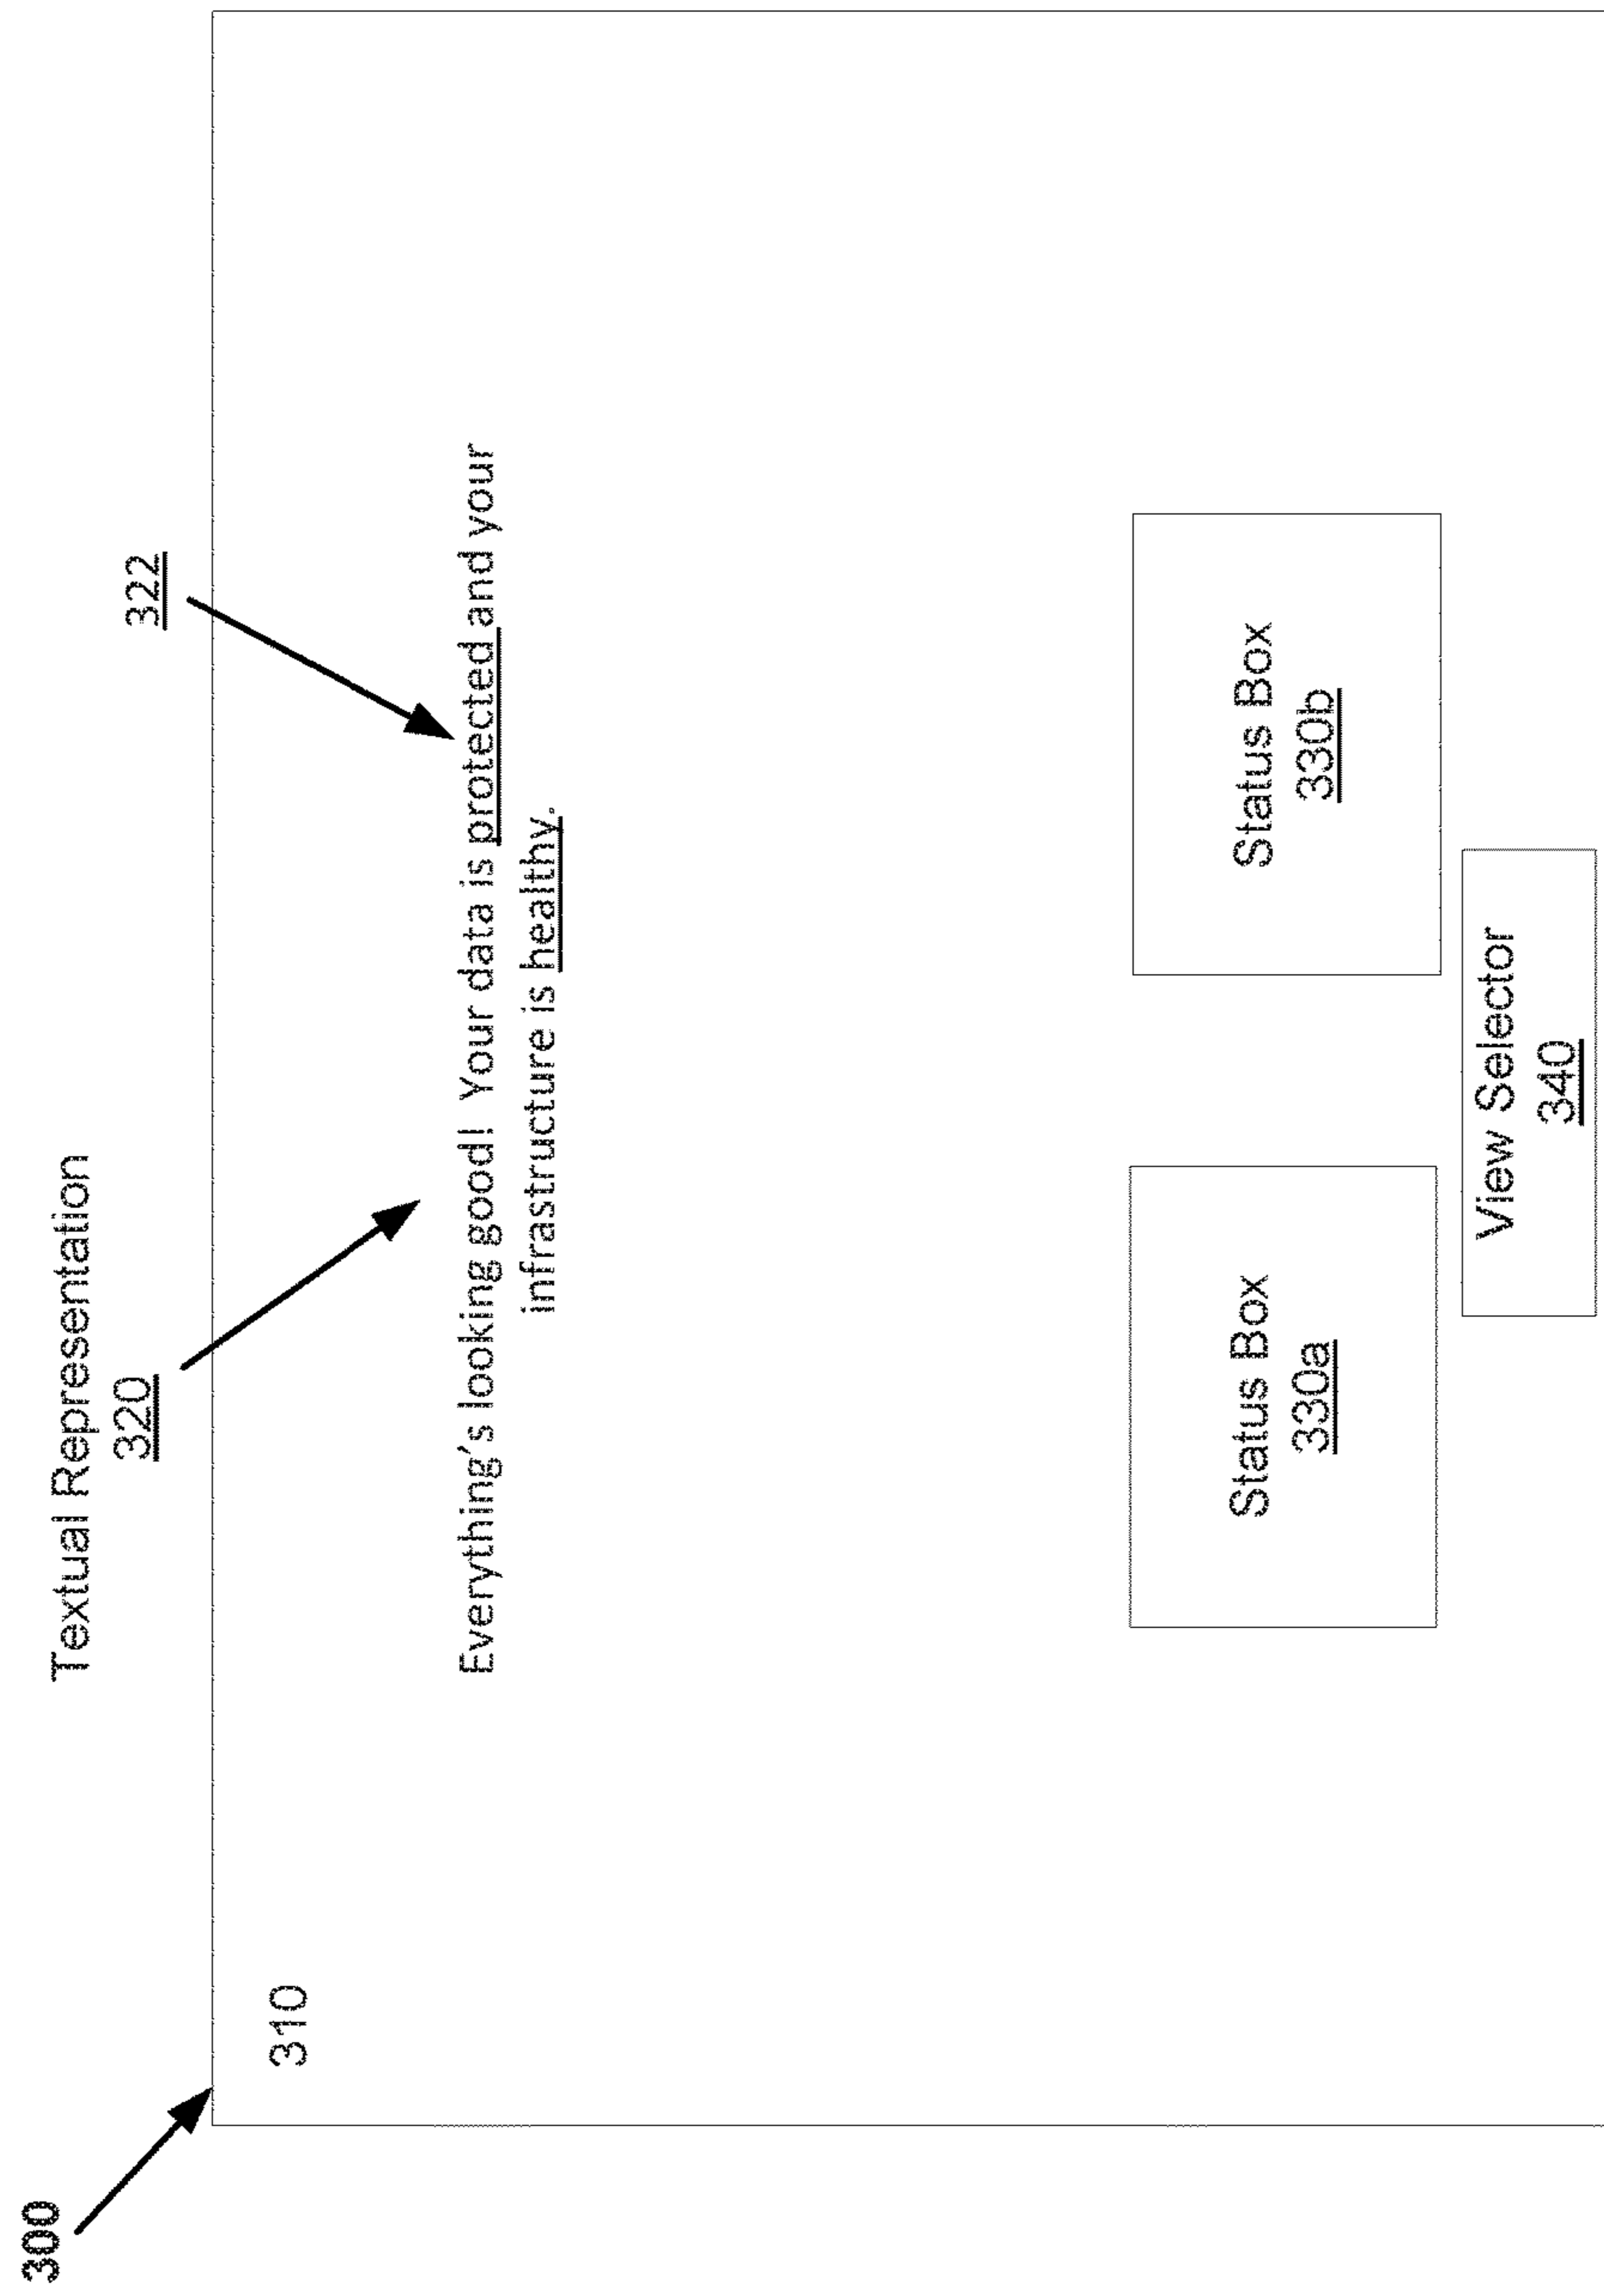 300
Textual Representation
320
322
310
Everything's looking good! Your data is protected and your
infrastructure is healthy.
Status Box
330a
Status Box
330b
View Selector
340